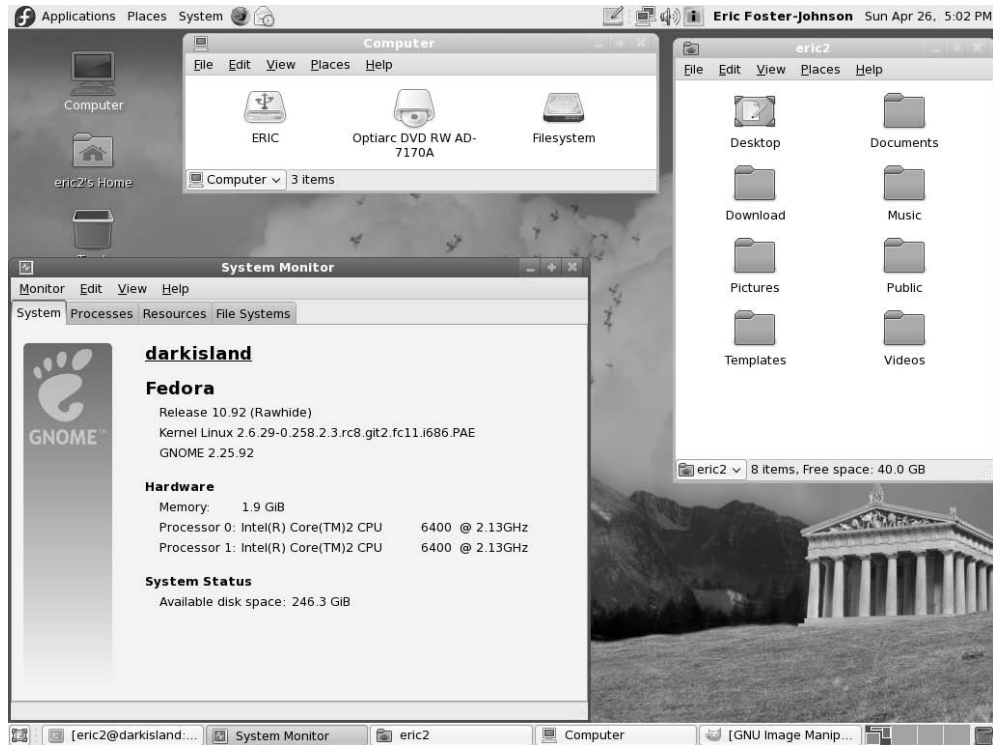 Applications Places System
Eric Foster-Johnson Sun Apr 26, 5:02 PM
Computer
eric2's Home
Computer
File Edit View Places Help
ERIC
Optiarc DVD RW AD-
7170A
Filesystem
Computer 3 items
eric2
File Edit View Places Help
Desktop
Documents
Download
Music
Pictures
Public
Templates
Videos
eric2 8 items, Free space: 40.0 GB
System Monitor
Monitor Edit View Help
System Processes Resources File Systems
GNOME™
darkisland
Fedora
Release 10.92 (Rawhide)
Kernel Linux 2.6.29-0.258.2.3.rc8.git2.fc11.i686.PAE
GNOME 2.25.92
Hardware
Memory: 1.9 GiB
Processor 0: Intel(R) Core(TM)2 CPU 6400 @ 2.13GHz
Processor 1: Intel(R) Core(TM)2 CPU 6400 @ 2.13GHz
System Status
Available disk space: 246.3 GiB
[eric2@darkisland:... System Monitor eric2 Computer [GNU Image Manip...